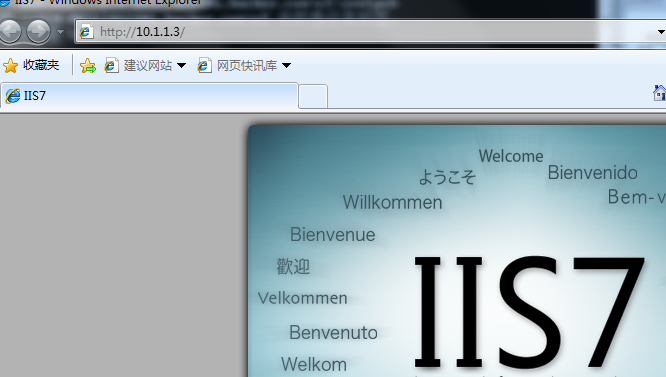 IIS7 - Windows Internet Explorer
http://10.1.1.3/
收藏夹 建议网站 网页快讯库
IIS7
Welcome
ようこそ Bienvenido
Willkommen Bem-v
Bienvenue
歡迎
Velkommen
IIS7
Benvenuto
Welkom